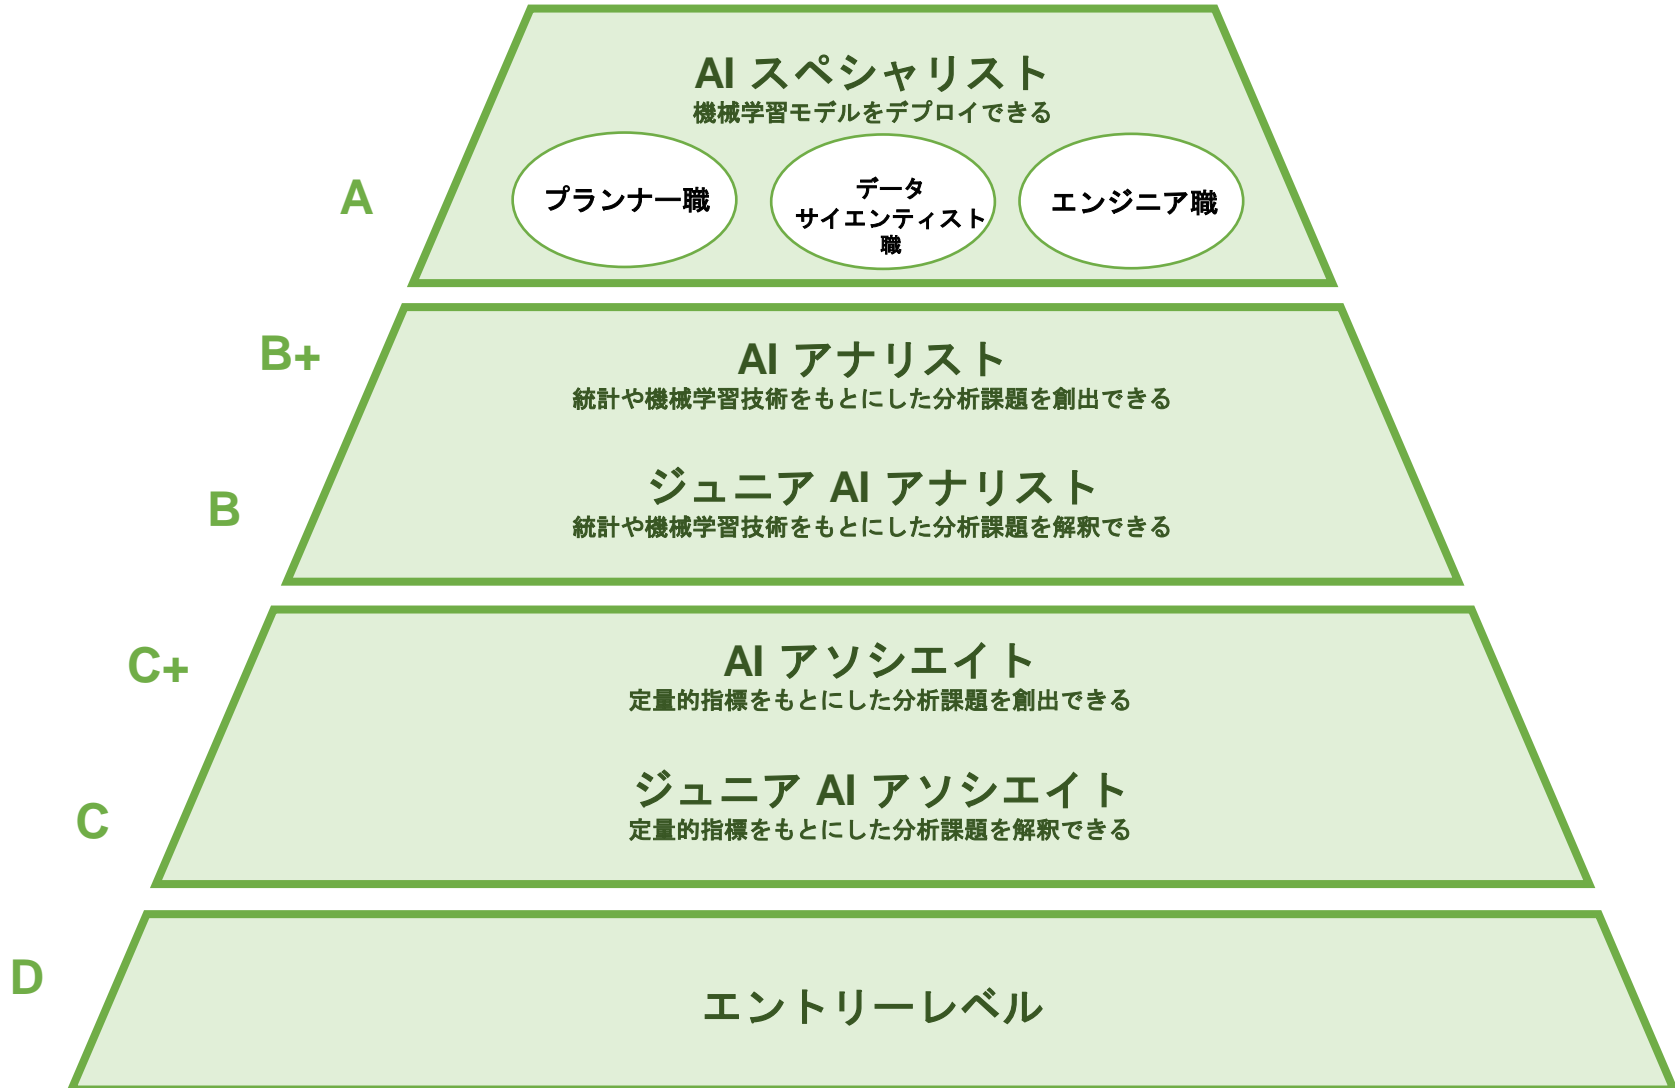 AI スペシャリスト
機械学習モデルをデプロイできる
A
プランナー職
データ
サイエンティスト
職
エンジニア職
B+
AI アナリスト
統計や機械学習技術をもとにした分析課題を創出できる
ジュニア AI アナリスト
B
統計や機械学習技術をもとにした分析課題を解釈できる
C+
AI アソシエイト
定量的指標をもとにした分析課題を創出できる
ジュニア AI アソシエイト
C
定量的指標をもとにした分析課題を解釈できる
D
エントリーレベル